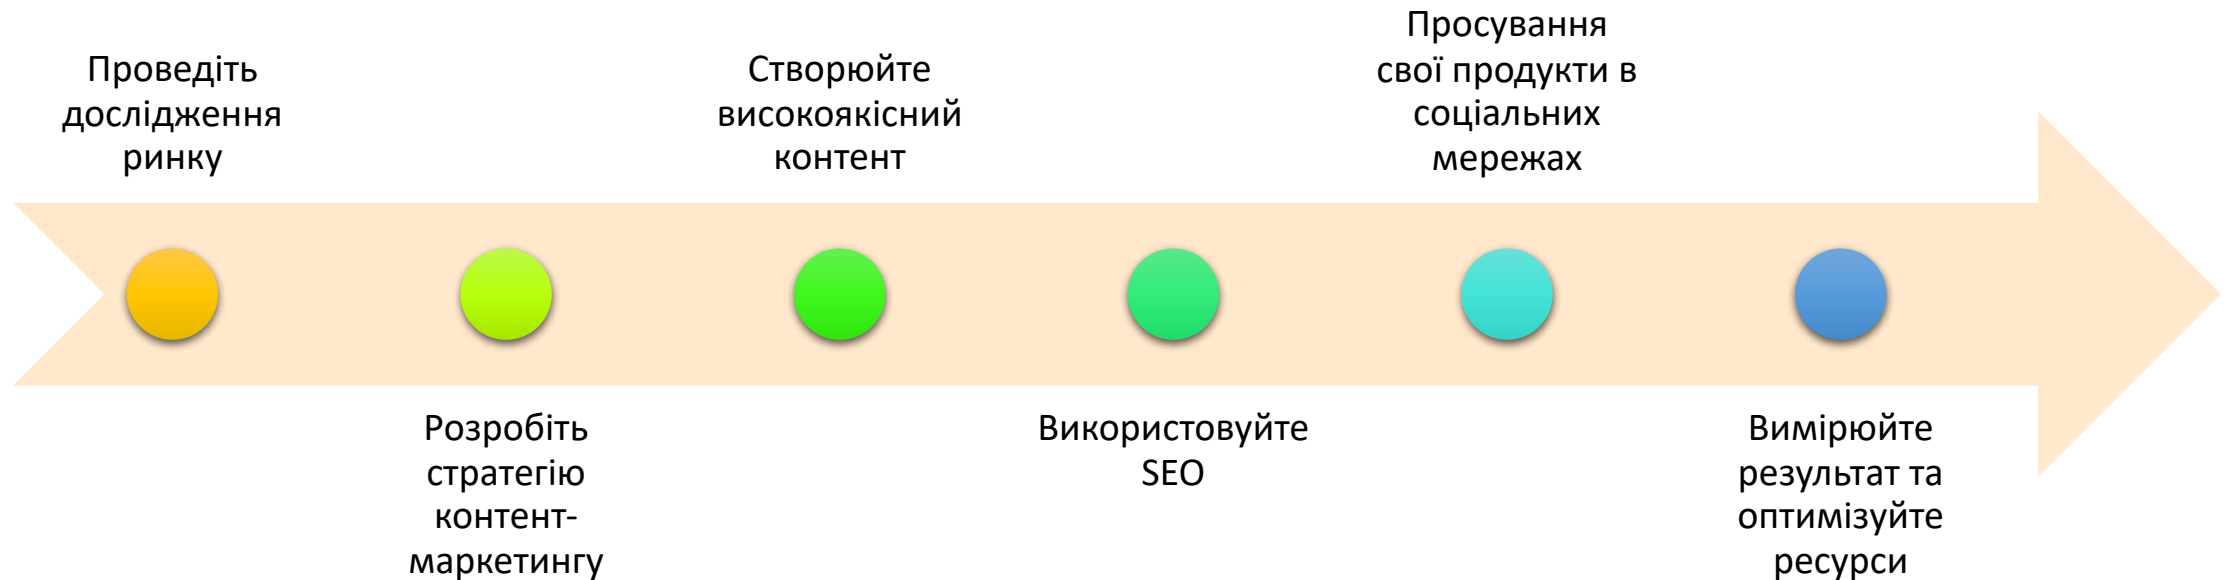 Проведіть
дослідження
ринку
Розробіть
стратегію
контент-
маркетингу
Створюйте
високоякісний
контент
Використовуйте
SEO
Просування
свої продукти в
соціальних
мережах
Вимірюйте
результат та
оптимізуйте
ресурси